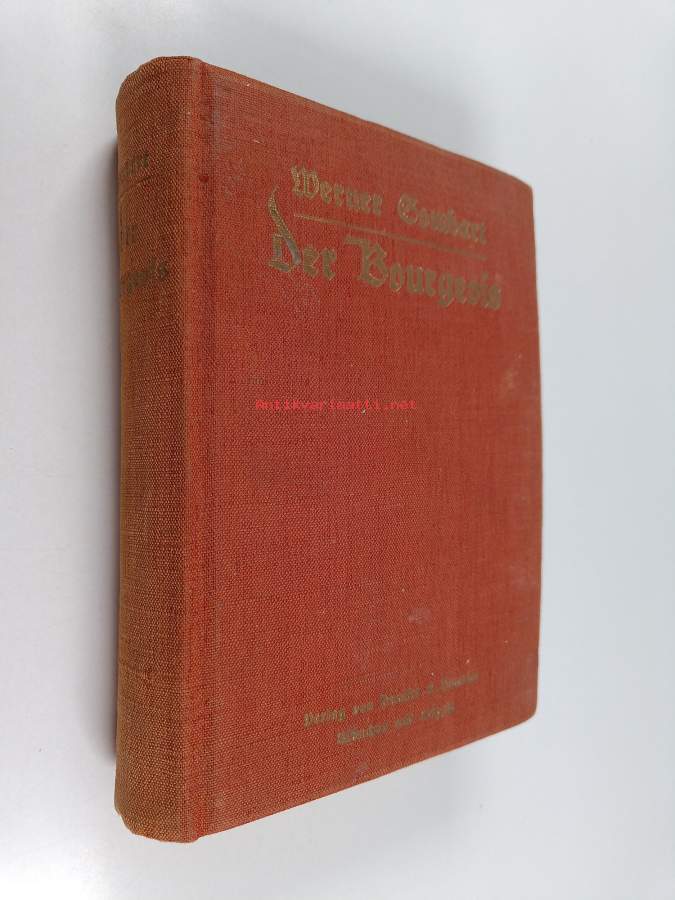 Werner Sombart
Der Bourgeois
Antikvariaatti.net
Verlag von Duncker & Humblot
München und Leipzig